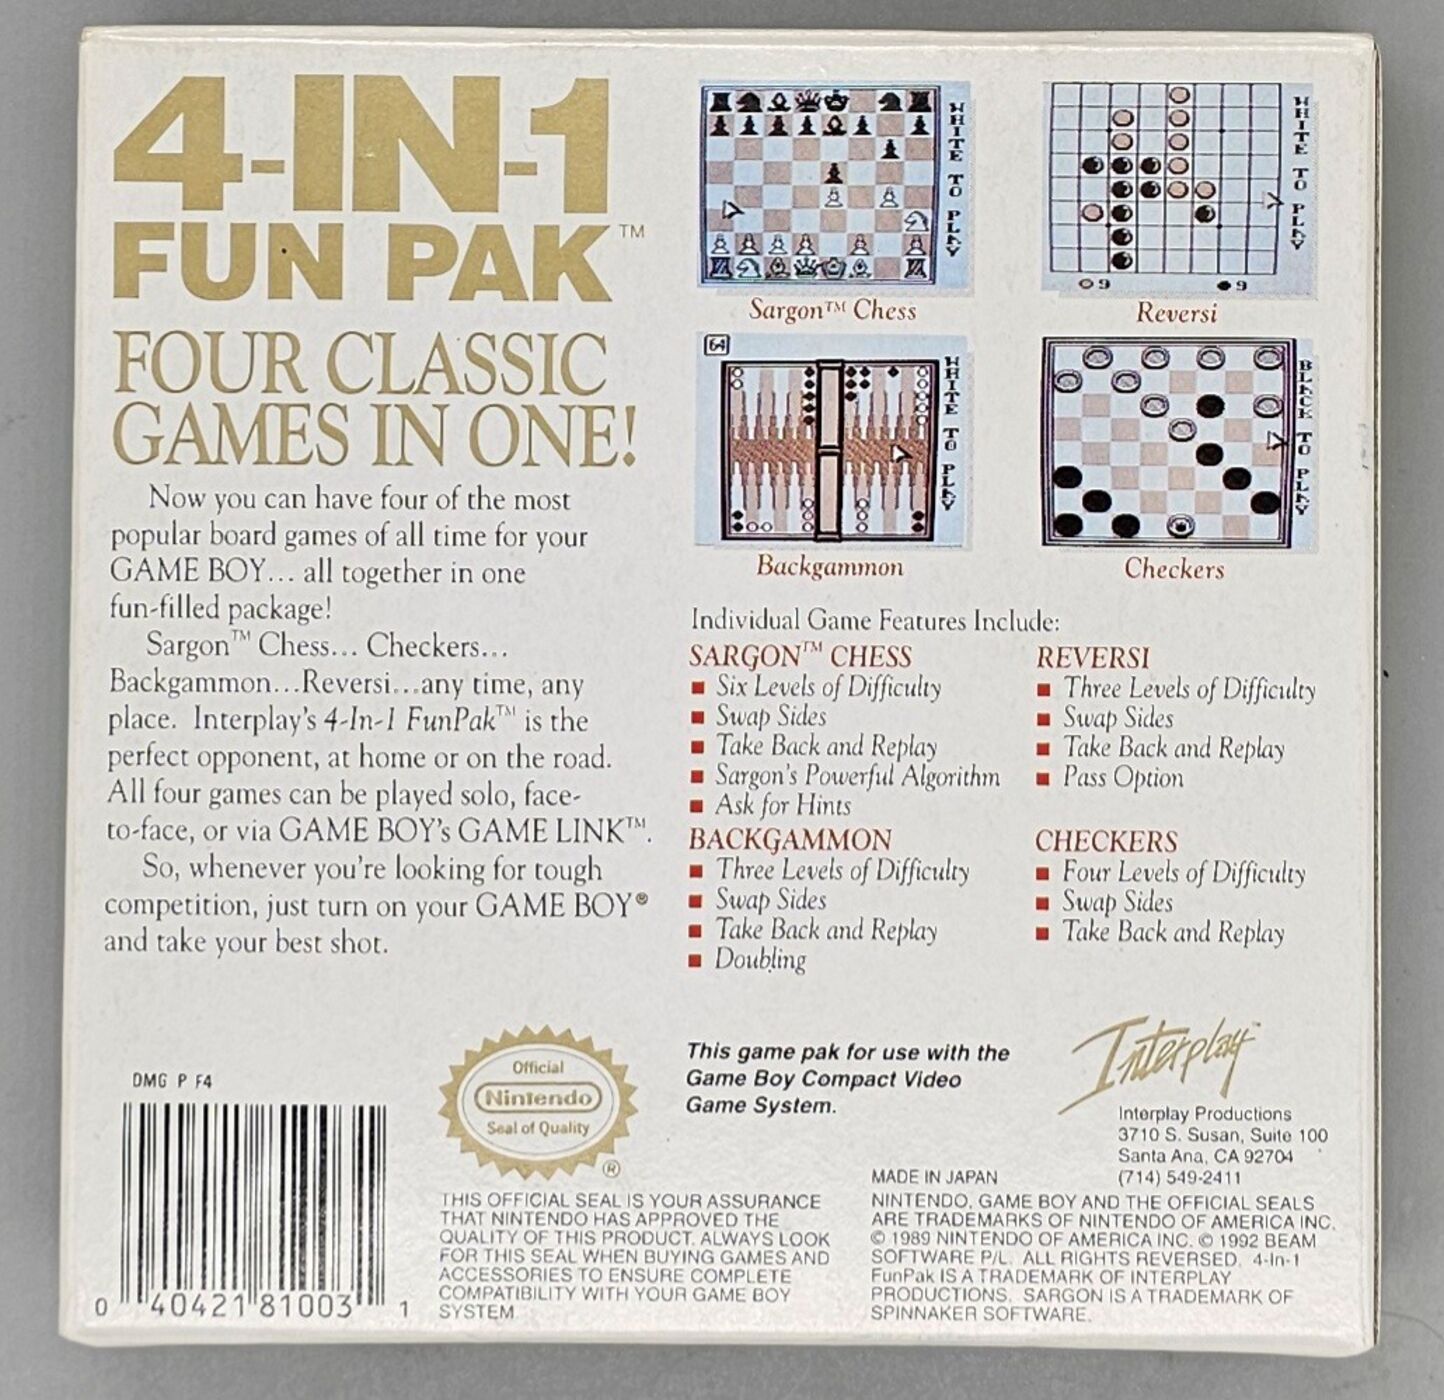 4-IN-1
FUN PAK™
FOUR CLASSIC
GAMES IN ONE!
Now you can have four of the most
popular board games of all time for your
GAME BOY... all together in one
fun-filled package!
Sargon™ Chess... Checkers...
Backgammon...Reversi...any time, any
place. Interplay's 4-In-1 FunPak™ is the
perfect opponent, at home or on the road.
All four games can be played solo, face-
to-face, or via GAME BOY's GAME LINK™.
So, whenever you're looking for tough
competition, just turn on your GAME BOY®
and take your best shot.
WHITE TO PLAY
Sargon™ Chess
WHITE TO PLAY
9
9
Reversi
64
WHITE TO PLAY
Backgammon
BLACK TO PLAY
Checkers
Individual Game Features Include:
SARGON™ CHESS
■ Six Levels of Difficulty
■ Swap Sides
■ Take Back and Replay
■ Sargon's Powerful Algorithm
■ Ask for Hints
BACKGAMMON
■ Three Levels of Difficulty
■ Swap Sides
■ Take Back and Replay
■ Doubling
REVERSI
■ Three Levels of Difficulty
■ Swap Sides
■ Take Back and Replay
■ Pass Option
CHECKERS
■ Four Levels of Difficulty
■ Swap Sides
■ Take Back and Replay
DMG P F4
0 40421 81003 1
Official
Nintendo
Seal of Quality
®
THIS OFFICIAL SEAL IS YOUR ASSURANCE
THAT NINTENDO HAS APPROVED THE
QUALITY OF THIS PRODUCT. ALWAYS LOOK
FOR THIS SEAL WHEN BUYING GAMES AND
ACCESSORIES TO ENSURE COMPLETE
COMPATIBILITY WITH YOUR GAME BOY
SYSTEM
This game pak for use with the
Game Boy Compact Video
Game System.
Interplay™
Interplay Productions
3710 S. Susan, Suite 100
Santa Ana, CA 92704
(714) 549-2411
MADE IN JAPAN
NINTENDO, GAME BOY AND THE OFFICIAL SEALS
ARE TRADEMARKS OF NINTENDO OF AMERICA INC.
© 1989 NINTENDO OF AMERICA INC. © 1992 BEAM
SOFTWARE P/L. ALL RIGHTS REVERSED. 4-In-1
FunPak IS A TRADEMARK OF INTERPLAY
PRODUCTIONS. SARGON IS A TRADEMARK OF
SPINNAKER SOFTWARE.